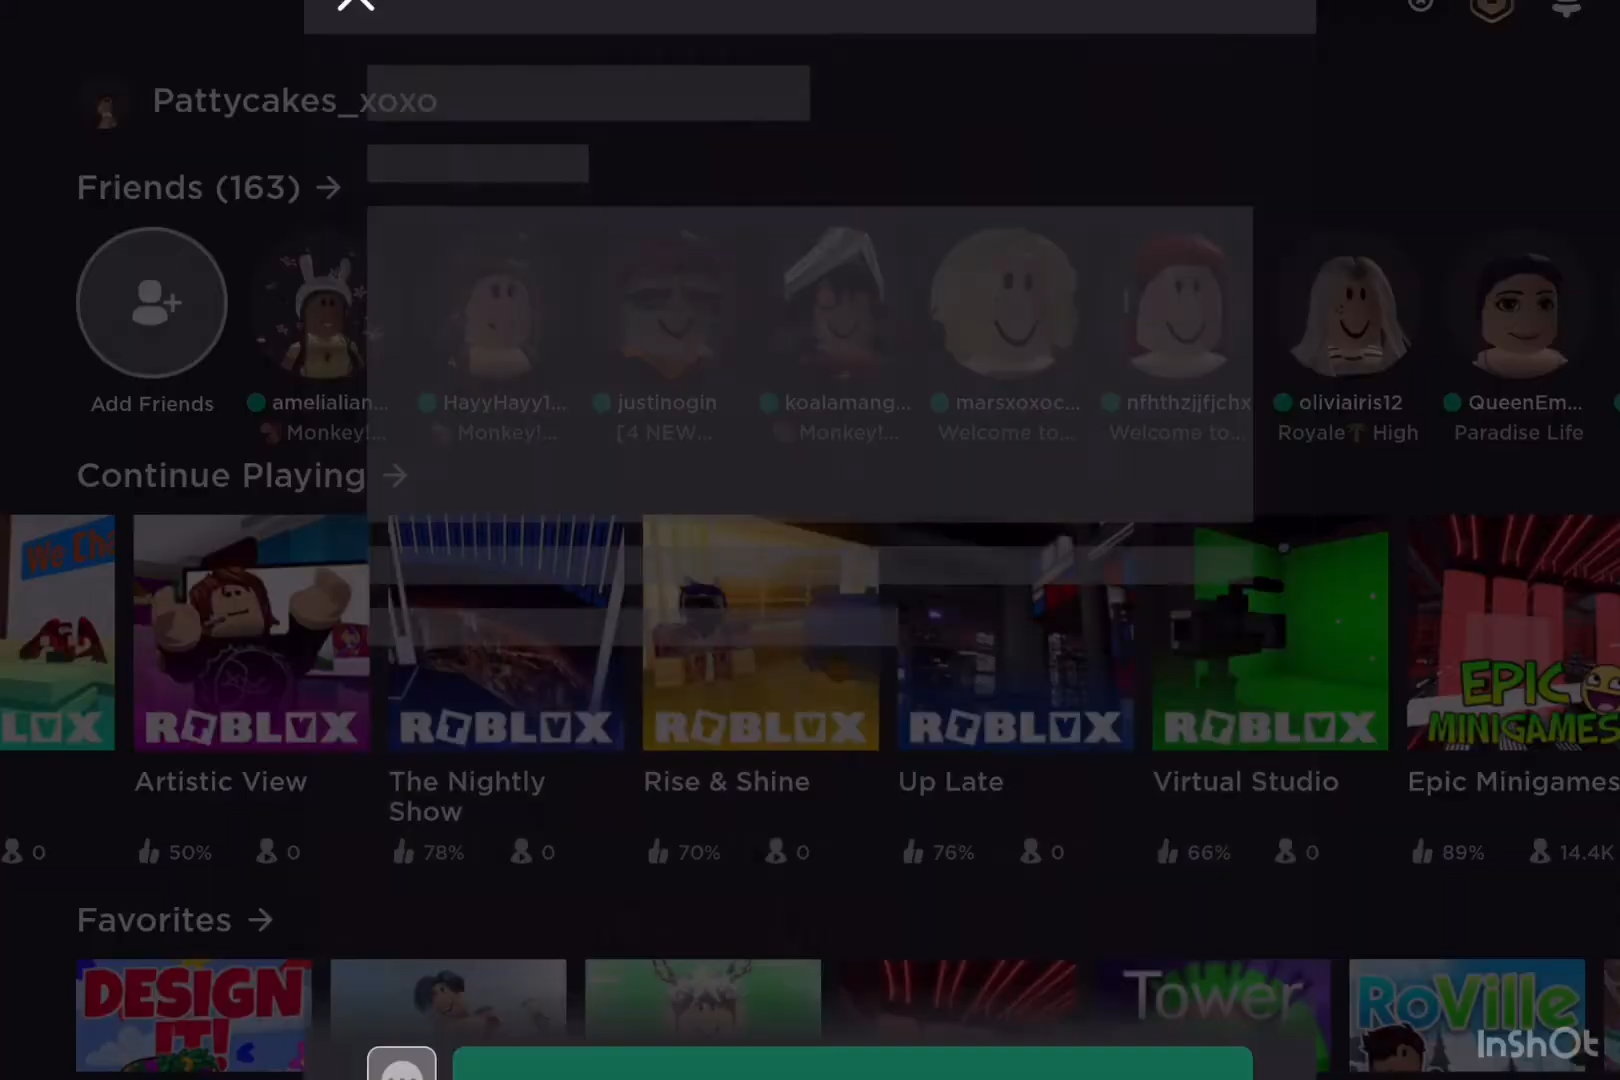 Pattycakes_xoxo
Friends (163) →
Add Friends
amelialian...
HayyHayy1...
justinogin
koalamang...
marsxoxoc...
nfhthzjjfjchx
oliviairis12
QueenEm...
Monkey!...
Monkey!...
[4 NEW...
Monkey!...
Welcome to...
Welcome to...
Royale High
Paradise Life
Continue Playing →
We Cha
ROBLOX
ROBLOX
ROBLOX
ROBLOX
ROBLOX
EPIC
MINIGAMES
Artistic View
The Nightly
Show
Rise & Shine
Up Late
Virtual Studio
Epic Minigames
0
50% 0
78% 0
70% 0
76% 0
66% 0
89% 14.4K
Favorites →
DESIGN
IT!
Tower
RoVille
InShOt